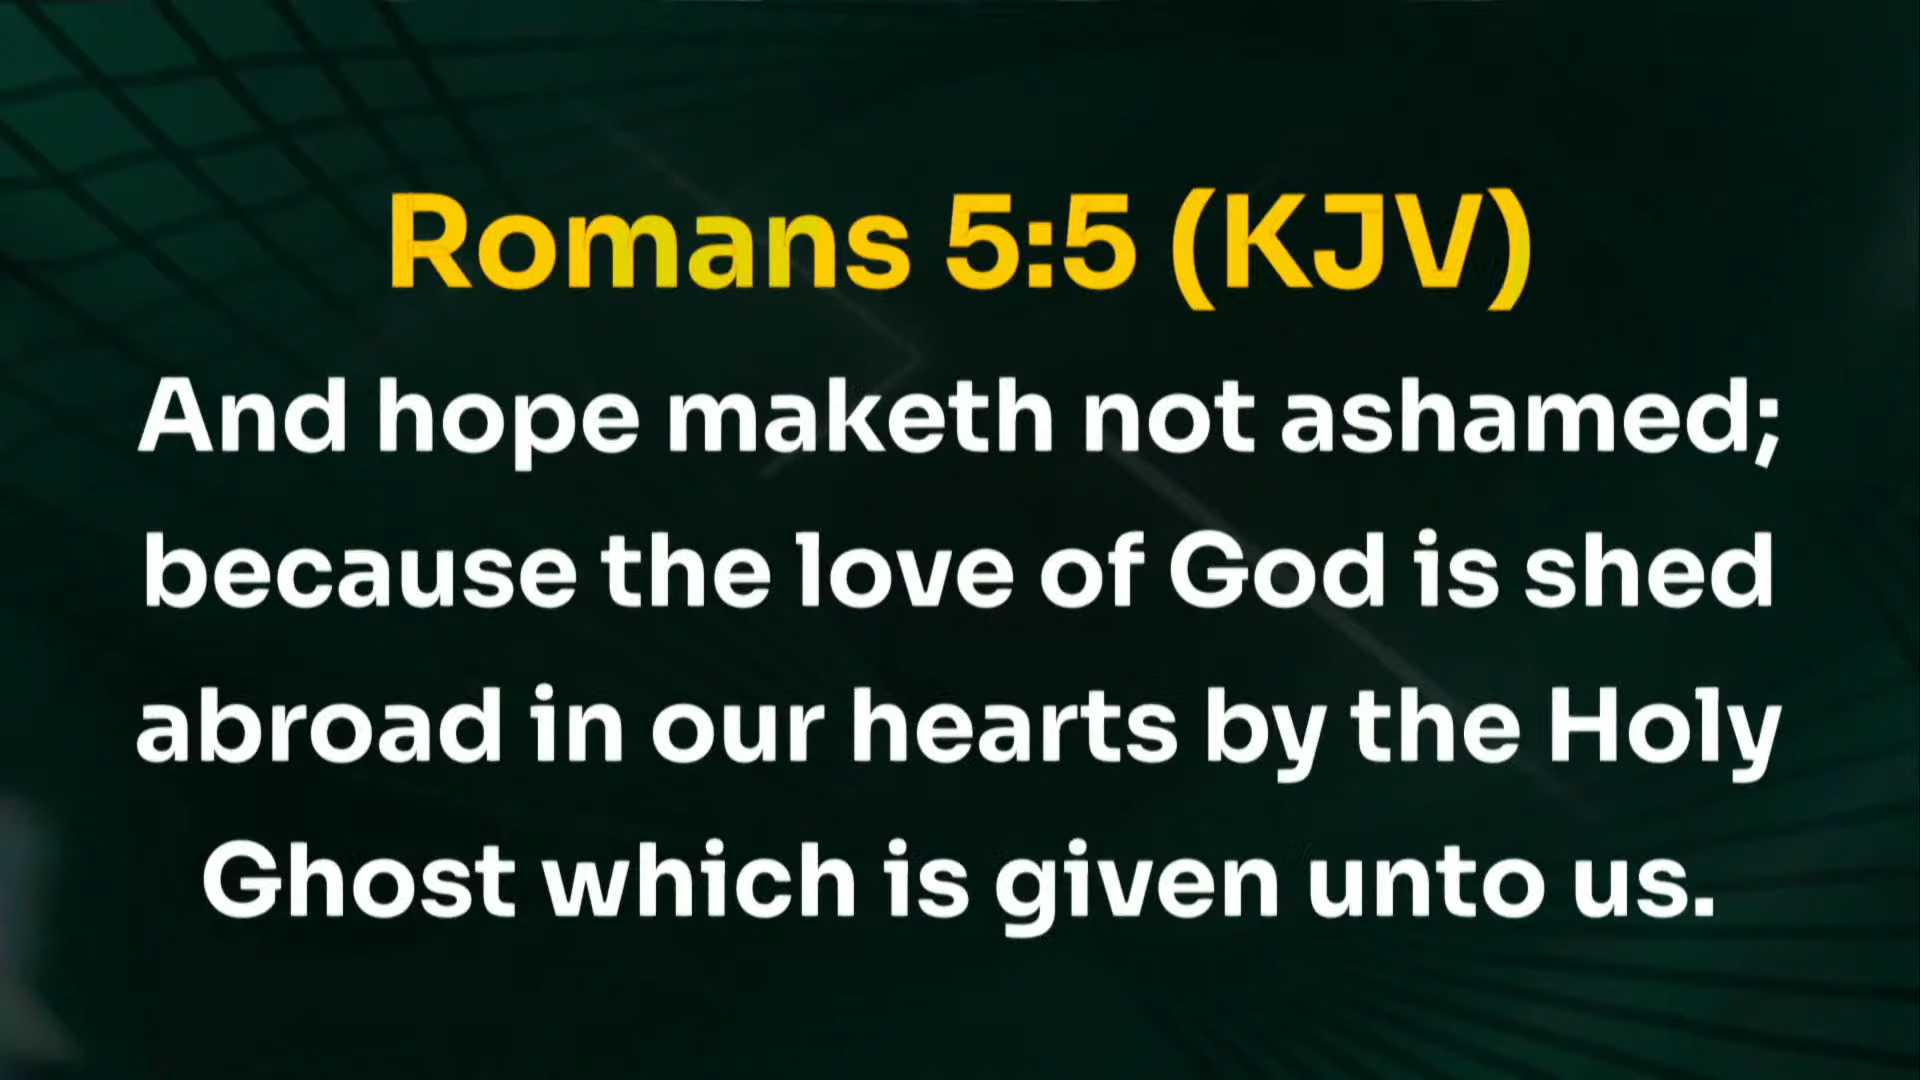 Romans 5:5 (KJV)
And hope maketh not ashamed;
because the love of God is shed
abroad in our hearts by the Holy
Ghost which is given unto us.